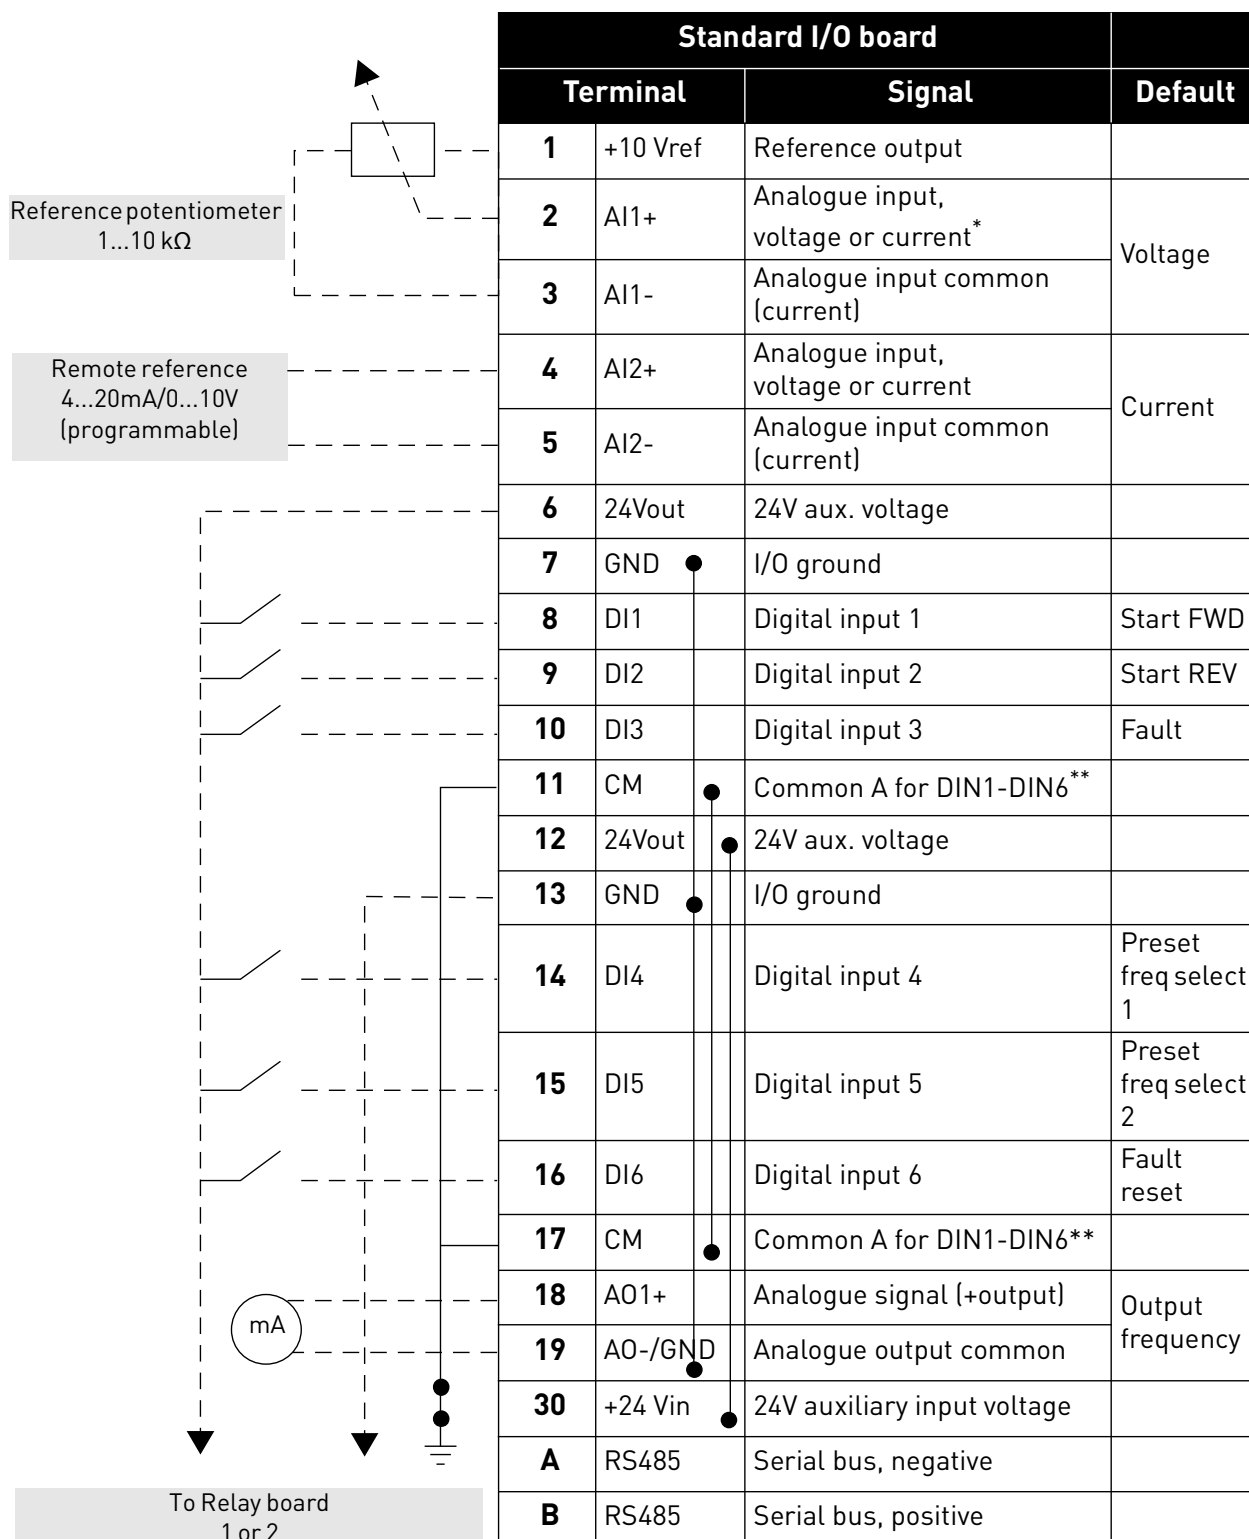 Standard I/O board
Terminal Signal Default
1 +10 Vref Reference output
Reference potentiometer
1...10 kΩ
2 AI1+ Analogue input,
voltage or current*
Voltage
3 AI1- Analogue input common
(current)
Remote reference
4...20mA/0...10V
(programmable)
4 AI2+ Analogue input,
voltage or current
Current
5 AI2- Analogue input common
(current)
6 24Vout 24V aux. voltage
7 GND I/O ground
8 DI1 Digital input 1 Start FWD
9 DI2 Digital input 2 Start REV
10 DI3 Digital input 3 Fault
11 CM Common A for DIN1-DIN6**
12 24Vout 24V aux. voltage
13 GND I/O ground
14 DI4 Digital input 4 Preset
freq select
1
15 DI5 Digital input 5 Preset
freq select
2
16 DI6 Digital input 6 Fault
reset
17 CM Common A for DIN1-DIN6**
mA
18 AO1+ Analogue signal (+output)
Output
frequency
19 AO-/GND Analogue output common
30 +24 Vin 24V auxiliary input voltage
A RS485 Serial bus, negative
B RS485 Serial bus, positive
To Relay board
1 or 2